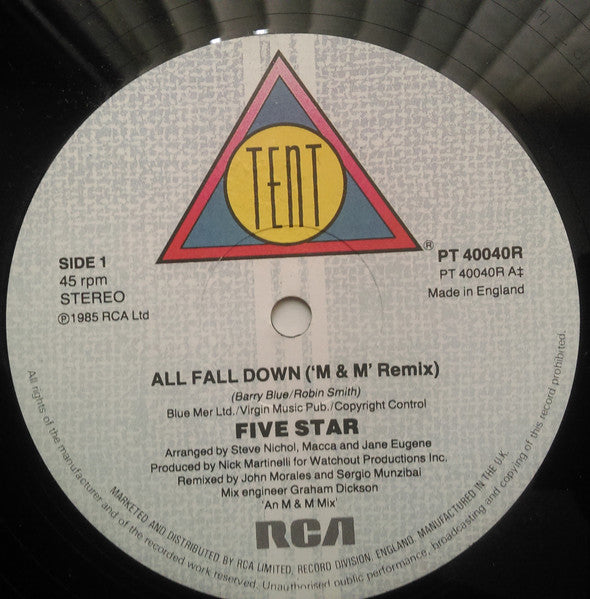 TENT
®
SIDE 1
45 rpm
STEREO
℗1985 RCA Ltd
PT 40040R
PT 40040R A‡
Made in England
ALL FALL DOWN ('M & M' Remix)
(Barry Blue/Robin Smith)
Blue Mer Ltd./Virgin Music Pub./Copyright Control
FIVE STAR
Arranged by Steve Nichol, Macca and Jane Eugene
Produced by Nick Martinelli for Watchout Productions Inc.
Remixed by John Morales and Sergio Munzibai
Mix engineer Graham Dickson
'An M & M Mix'
RCA
MARKETED AND DISTRIBUTED BY RCA LIMITED, RECORD DIVISION, ENGLAND. MANUFACTURED IN THE U.K.
All rights of the manufacturer and of the recorded work reserved. Unauthorised public performance, broadcasting and copying of this record prohibited.